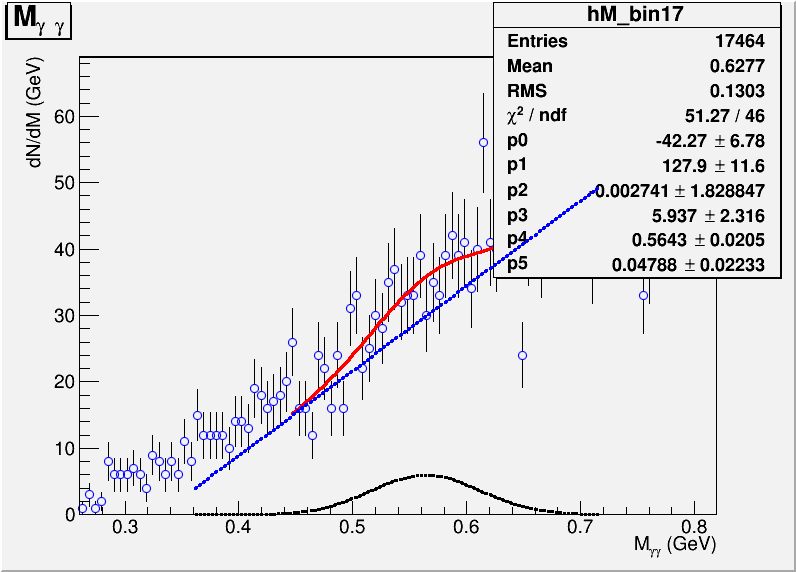 M γ γ
hM_bin17
Entries 17464
Mean 0.6277
RMS 0.1303
χ² / ndf 51.27 / 46
p0 -42.27 ± 6.78
p1 127.9 ± 11.6
p2 0.002741 ± 1.828847
p3 5.937 ± 2.316
p4 0.5643 ± 0.0205
p5 0.04788 ± 0.02233
dN/dM (GeV)
60
50
40
30
20
10
0
0.3 0.4 0.5 0.6 0.7 0.8
Mγγ (GeV)